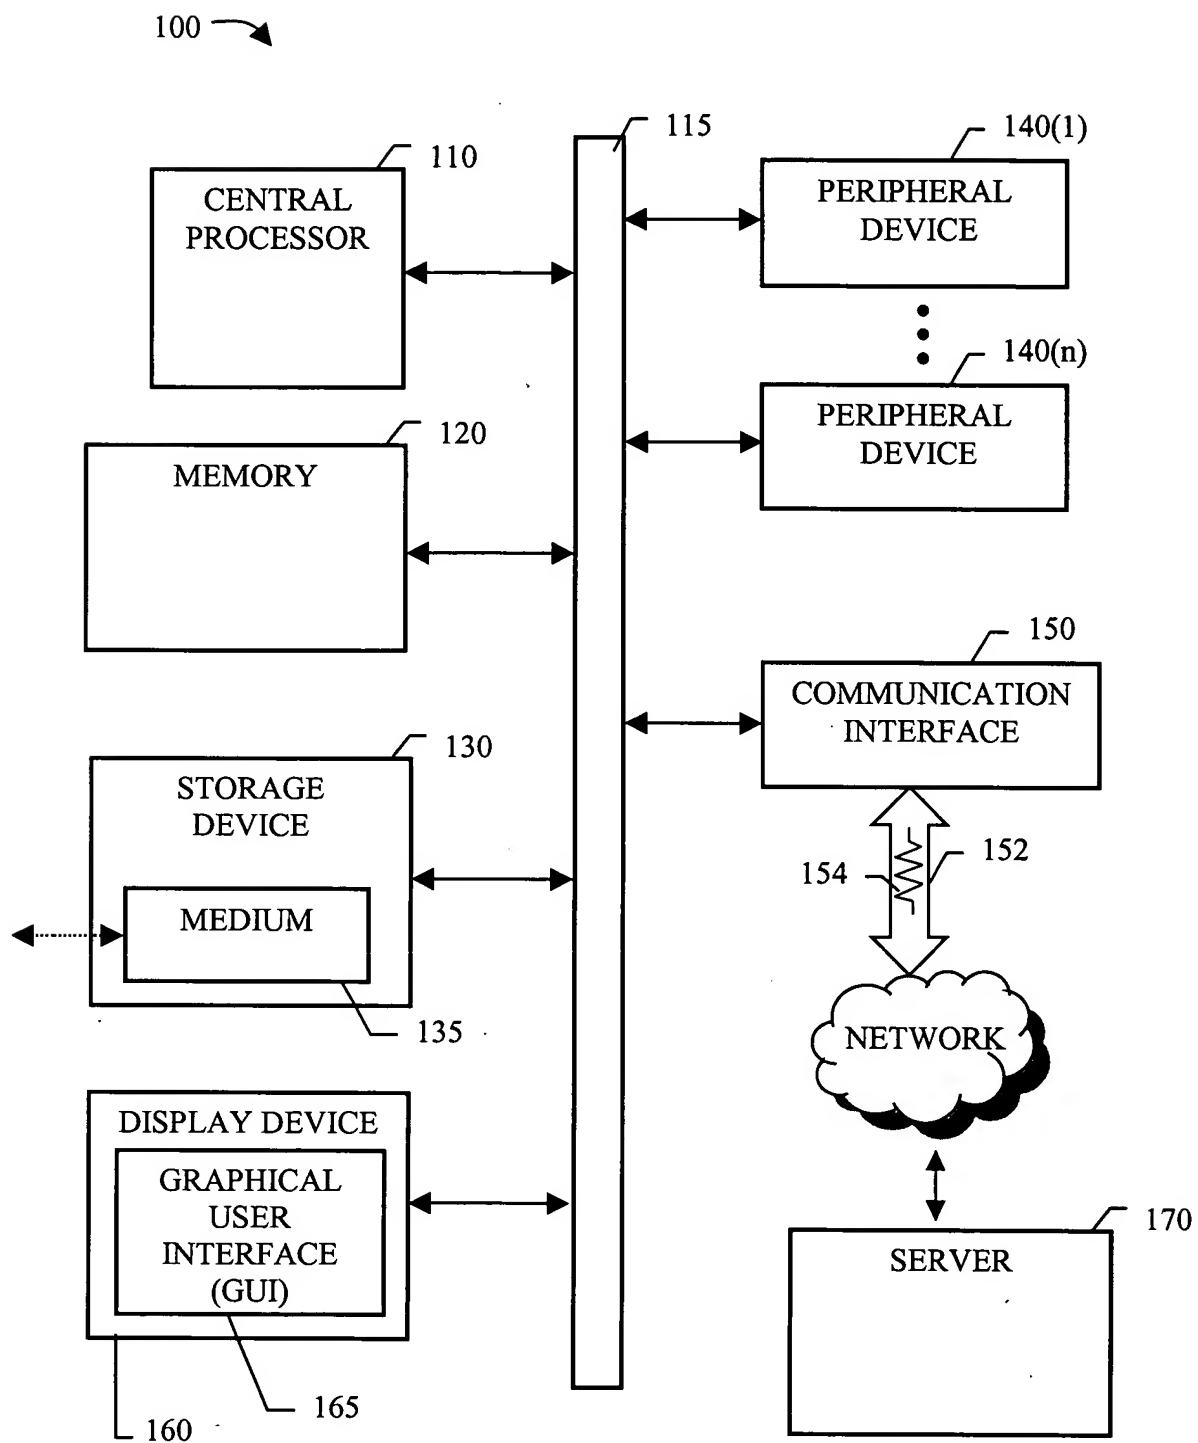 100
115
110
CENTRAL
PROCESSOR
140(1)
PERIPHERAL
DEVICE
140(n)
PERIPHERAL
DEVICE
120
MEMORY
150
COMMUNICATION
INTERFACE
130
STORAGE
DEVICE
MEDIUM
135
154
152
NETWORK
DISPLAY DEVICE
GRAPHICAL
USER
INTERFACE
(GUI)
165
160
170
SERVER